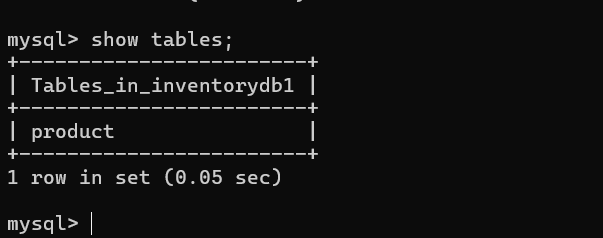 mysql> show tables;
+-----------------------+
| Tables_in_inventorydb1 |
+-----------------------+
| product |
+-----------------------+
1 row in set (0.05 sec)
mysql>